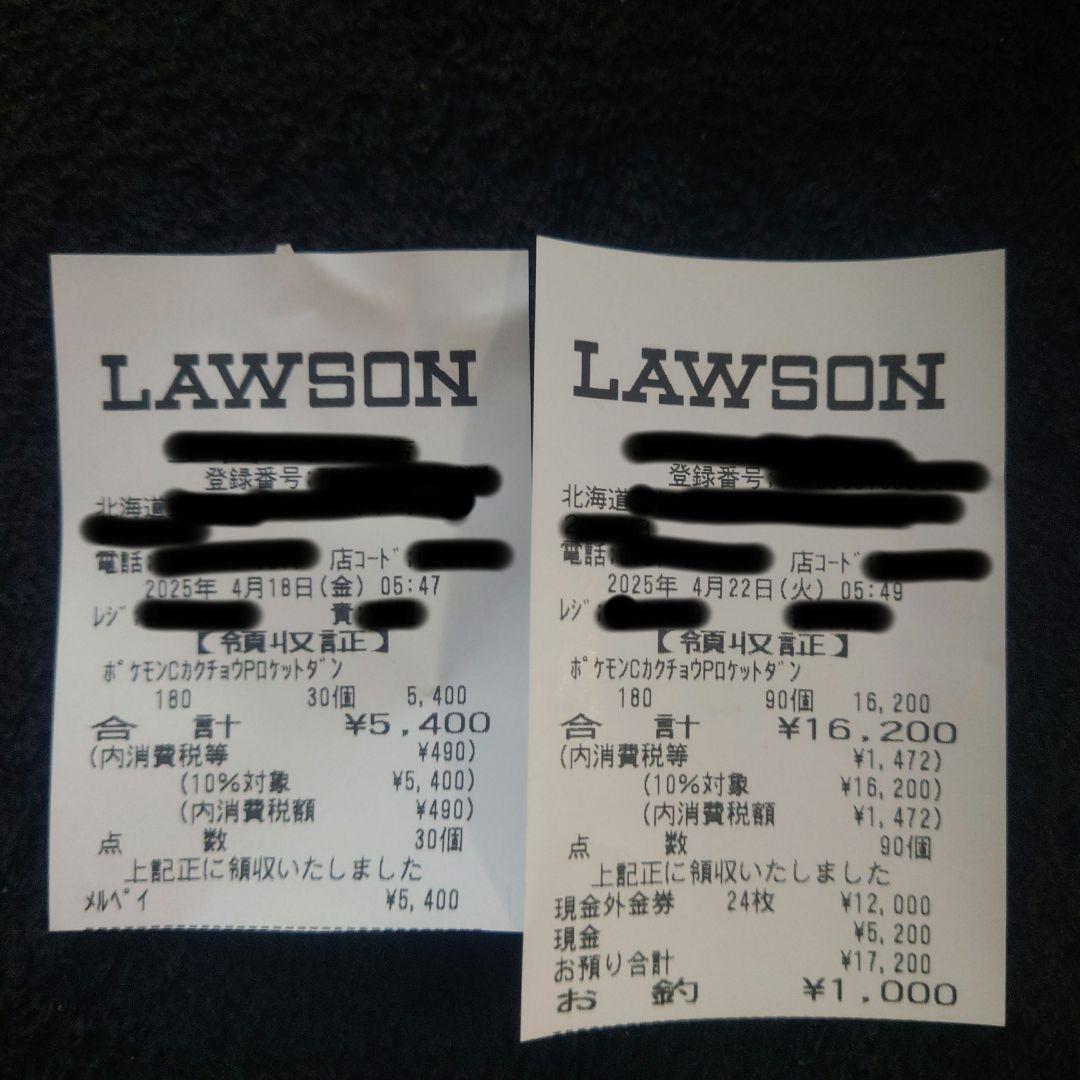 LAWSON
登録番号:
北海道
電話: 店コード:
2025年 4月18日(金) 05:47
レジ 責
【領収証】
ポケモンCカクチョウPロケットダン
180 30個 5,400
合 計 ¥5,400
(内消費税等 ¥490)
(10%対象 ¥5,400)
(内消費税額 ¥490)
点 数 30個
上記正に領収いたしました
メルペイ ¥5,400
LAWSON
登録番号:
北海道
電話: 店コード:
2025年 4月22日(火) 05:49
レジ
【領収証】
ポケモンCカクチョウPロケットダン
180 90個 16,200
合 計 ¥16,200
(内消費税等 ¥1,472)
(10%対象 ¥16,200)
(内消費税額 ¥1,472)
点 数 90個
上記正に領収いたしました
現金外金券 24枚 ¥12,000
現金 ¥5,200
お預り合計 ¥17,200
お 釣 ¥1,000